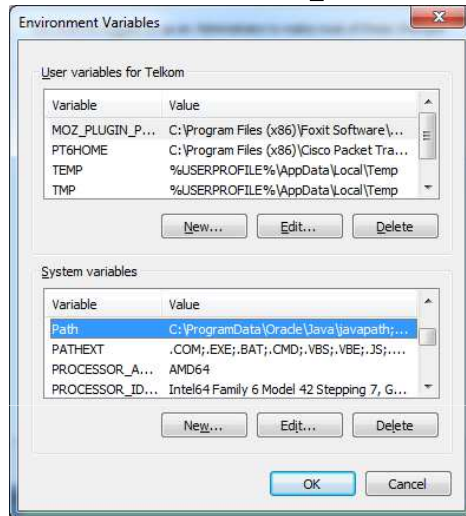 Environment Variables
User variables for Telkom
Variable Value
MOZ_PLUGIN_P... C:\Program Files (x86)\Foxit Software\...
PT6HOME C:\Program Files (x86)\Cisco Packet Tra...
TEMP %USERPROFILE%\AppData\Local\Temp
TMP %USERPROFILE%\AppData\Local\Temp
New... Edit... Delete
System variables
Variable Value
Path C:\ProgramData\Oracle\Java\javapath;...
PATHEXT .COM;.EXE;.BAT;.CMD;.VBS;.VBE;.JS;....
PROCESSOR_A... AMD64
PROCESSOR_ID... Intel64 Family 6 Model 42 Stepping 7, G...
New... Edit... Delete
OK Cancel